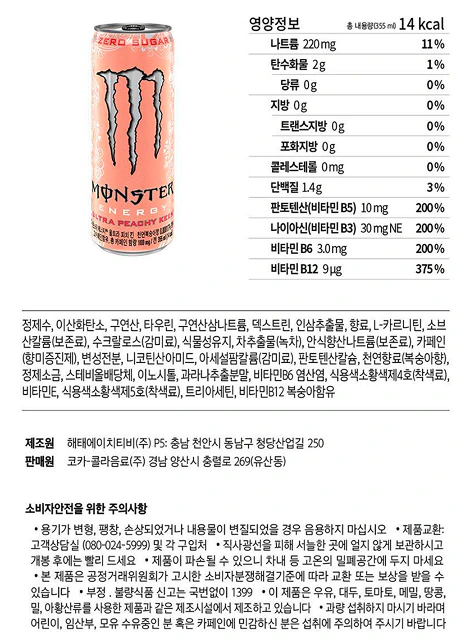 ZERO SUGAR
MONSTER
ENERGY
ULTRA PEACHY KEEN
영양정보 총 내용량(355 ml) 14 kcal
나트륨 220 mg 11%
탄수화물 2 g 1%
당류 0 g 0%
지방 0 g 0%
트랜스지방 0 g 0%
포화지방 0 g 0%
콜레스테롤 0 mg 0%
단백질 1.4 g 3%
판토텐산(비타민 B5) 10 mg 200%
나이아신(비타민 B3) 30 mg NE 200%
비타민 B6 3.0 mg 200%
비타민 B12 9 μg 375%
정제수, 이산화탄소, 구연산, 타우린, 구연산삼나트륨, 덱스트린, 인삼추출물, 향료, L-카르니틴, 소브
산칼륨(보존료), 수크랄로스(감미료), 식물성유지, 차추출물(녹차), 안식향산나트륨(보존료), 카페인
(향미증진제), 변성전분, 니코틴산아미드, 아세설팜칼륨(감미료), 판토텐산칼슘, 천연향료(복숭아향),
정제소금, 스테비올배당체, 이노시톨, 과라나추출분말, 비타민B6 염산염, 식용색소황색제4호(착색료),
비타민E, 식용색소황색제5호(착색료), 트리아세틴, 비타민B12 복숭아함유
제조원 해태에이치티비(주) P5: 충남 천안시 동남구 청당산업길 250
판매원 코카-콜라음료(주) 경남 양산시 충렬로 269(유산동)
소비자안전을 위한 주의사항
• 용기가 변형, 팽창, 손상되었거나 내용물이 변질되었을 경우 음용하지 마십시오 • 제품교환:
고객상담실 (080-024-5999) 및 각 구입처 • 직사광선을 피해 서늘한 곳에 얼지 않게 보관하시고
개봉 후에는 빨리 드세요 • 제품이 파손될 수 있으니 차내 등 고온의 밀폐공간에 두지 마세요
• 본 제품은 공정거래위원회가 고시한 소비자분쟁해결기준에 따라 교환 또는 보상을 받을 수
있습니다 • 부정 . 불량식품 신고는 국번없이 1399 • 이 제품은 우유, 대두, 토마토, 메밀, 땅콩,
밀, 아황산류를 사용한 제품과 같은 제조시설에서 제조하고 있습니다 • 과량 섭취하지 마시기 바라며
어린이, 임산부, 모유 수유중인 분 혹은 카페인에 민감하신 분은 섭취에 주의하여 주시기 바랍니다